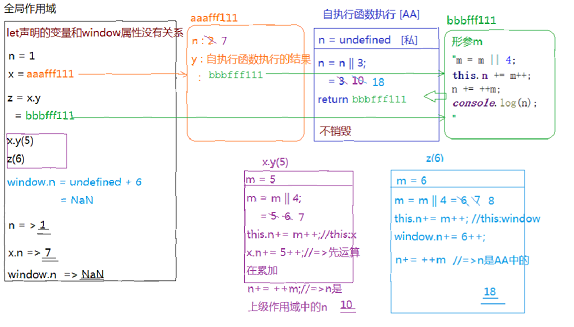 全局作用域
let声明的变量和window属性没有关系
n = 1
x = aaafff111
z = x.y
= bbbfff111
x.y(5)
z(6)
window.n = undefined + 6
= NaN
n = > 1
x.n => 7
window.n => NaN
aaafff111
n : 2 7
y : 自执行函数执行的结果
: bbbfff111
自执行函数执行 [AA]
n = undefined [私]
n = n || 3;
= 3 10 18
return bbbfff111
不销毁
bbbfff111
形参m
"m = m || 4;
this.n += m++;
n += ++m;
console.log(n);
"
x.y(5)
m = 5
m = m || 4;
= 5 6 7
this.n+= m++;//this:x
x.n+= 5++;//=>先运算
在累加
n+= ++m;//=>n是
上级作用域中的n 10
z(6)
m = 6
m = m || 4 = 6 7 8
this.n+= m++; //this:window
window.n+= 6++;
n+= ++m //=>n是AA中的
18